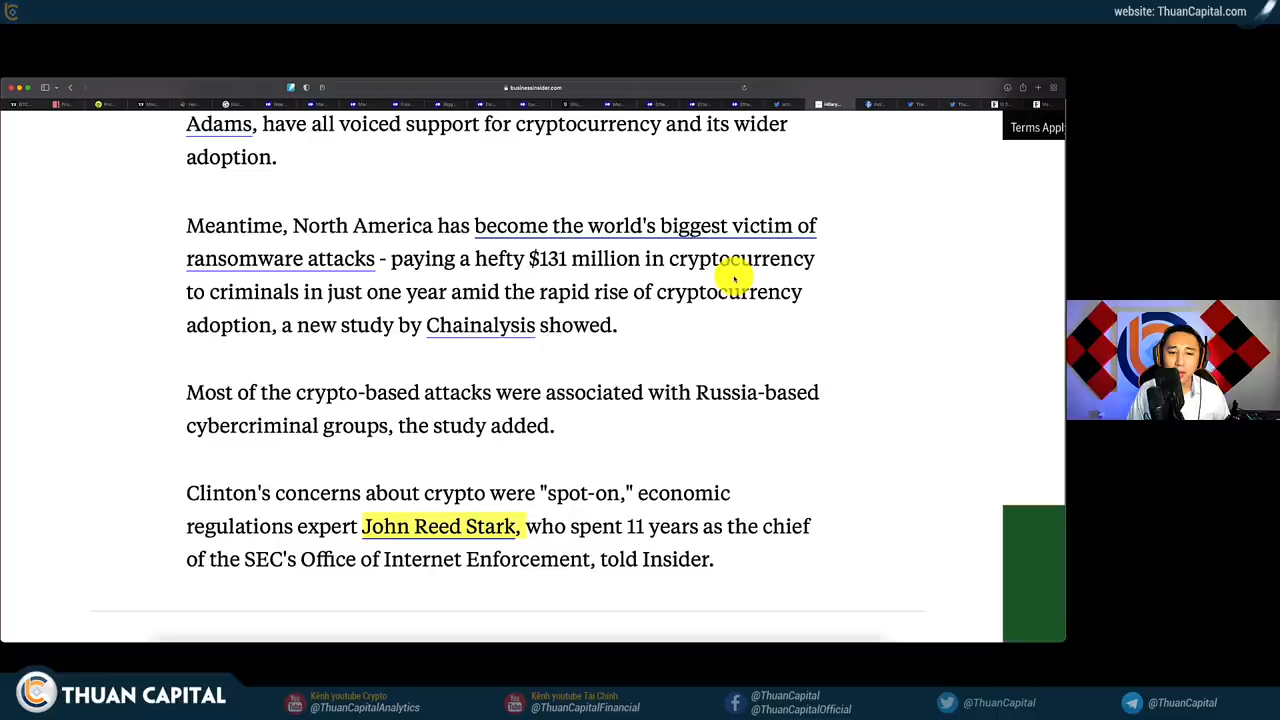 website: ThuanCapital.com
businessinsider.com
Adams, have all voiced support for cryptocurrency and its wider
adoption.
Terms Apply
Meantime, North America has become the world's biggest victim of
ransomware attacks - paying a hefty $131 million in cryptocurrency
to criminals in just one year amid the rapid rise of cryptocurrency
adoption, a new study by Chainalysis showed.
Most of the crypto-based attacks were associated with Russia-based
cybercriminal groups, the study added.
Clinton's concerns about crypto were "spot-on," economic
regulations expert John Reed Stark, who spent 11 years as the chief
of the SEC's Office of Internet Enforcement, told Insider.
THUAN CAPITAL
Kênh youtube Crypto
@ThuanCapitalAnalytics
Kênh youtube Tài Chính
@ThuanCapitalFinancial
@ThuanCapital
@ThuanCapitalOfficial
@ThuanCapital
@ThuanCapital